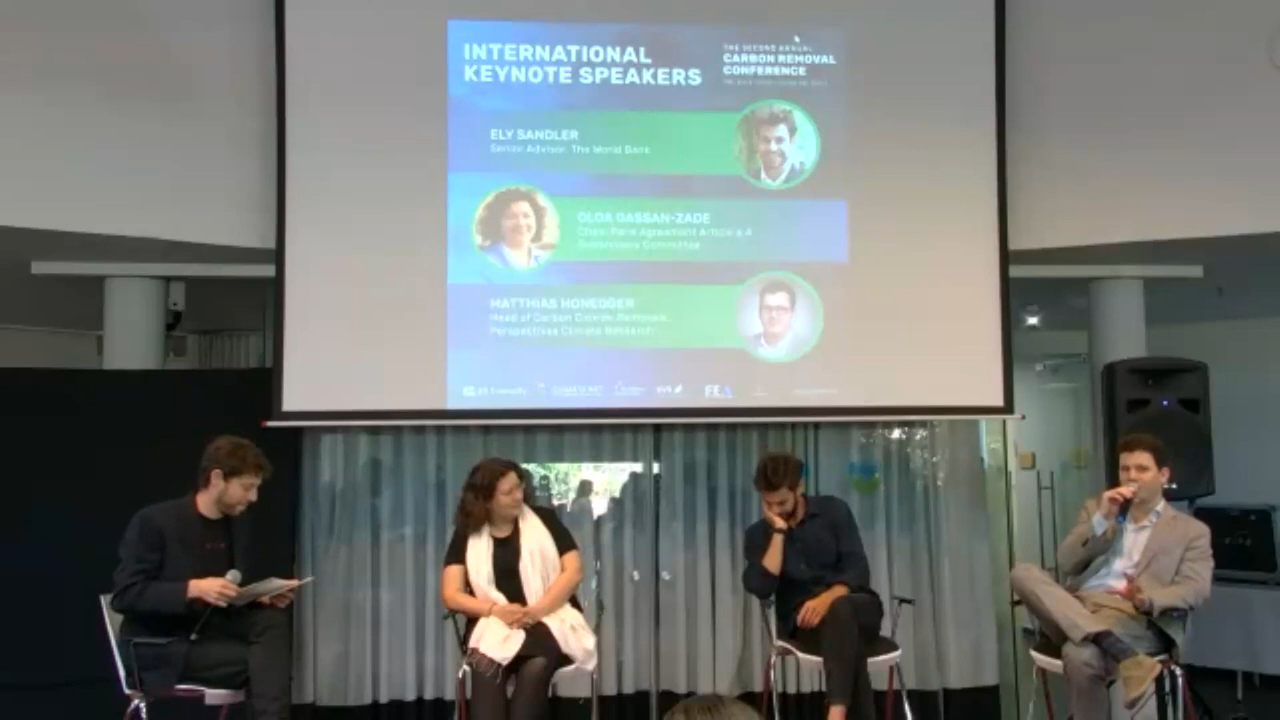 INTERNATIONAL
KEYNOTE SPEAKERS
THE SECOND ANNUAL
CARBON REMOVAL
CONFERENCE
ELY SANDLER
Senior Advisor, The World Bank
OLGA GASSAN-ZADE
Chair, Paris Agreement Article 6.4
Supervisory Committee
MATTHIAS HONEGGER
Head of Carbon Dioxide Removals,
Perspectives Climate Research